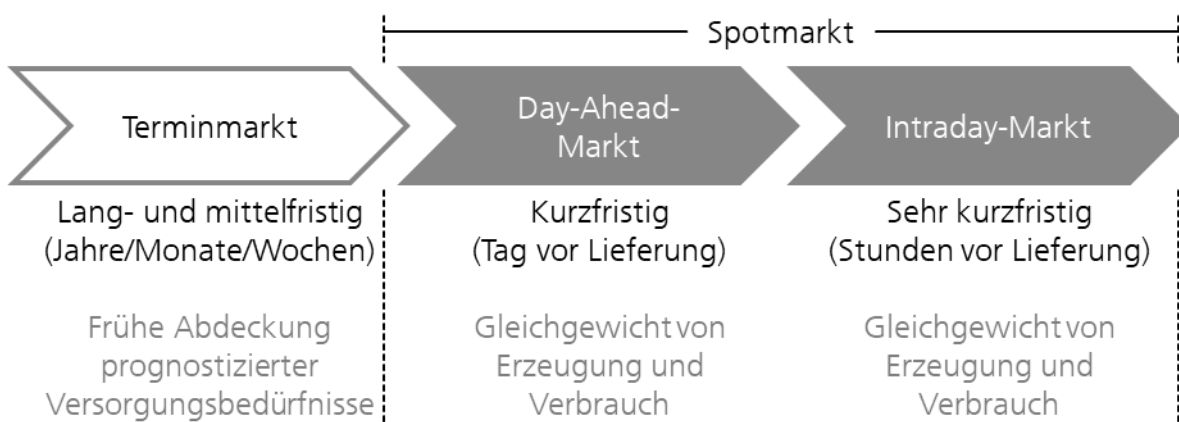 Spotmarkt
Terminmarkt
Day-Ahead-
Markt
Intraday-Markt
Lang- und mittelfristig
(Jahre/Monate/Wochen)
Kurzfristig
(Tag vor Lieferung)
Sehr kurzfristig
(Stunden vor Lieferung)
Frühe Abdeckung
prognostizierter
Versorgungsbedürfnisse
Gleichgewicht von
Erzeugung und
Verbrauch
Gleichgewicht von
Erzeugung und
Verbrauch